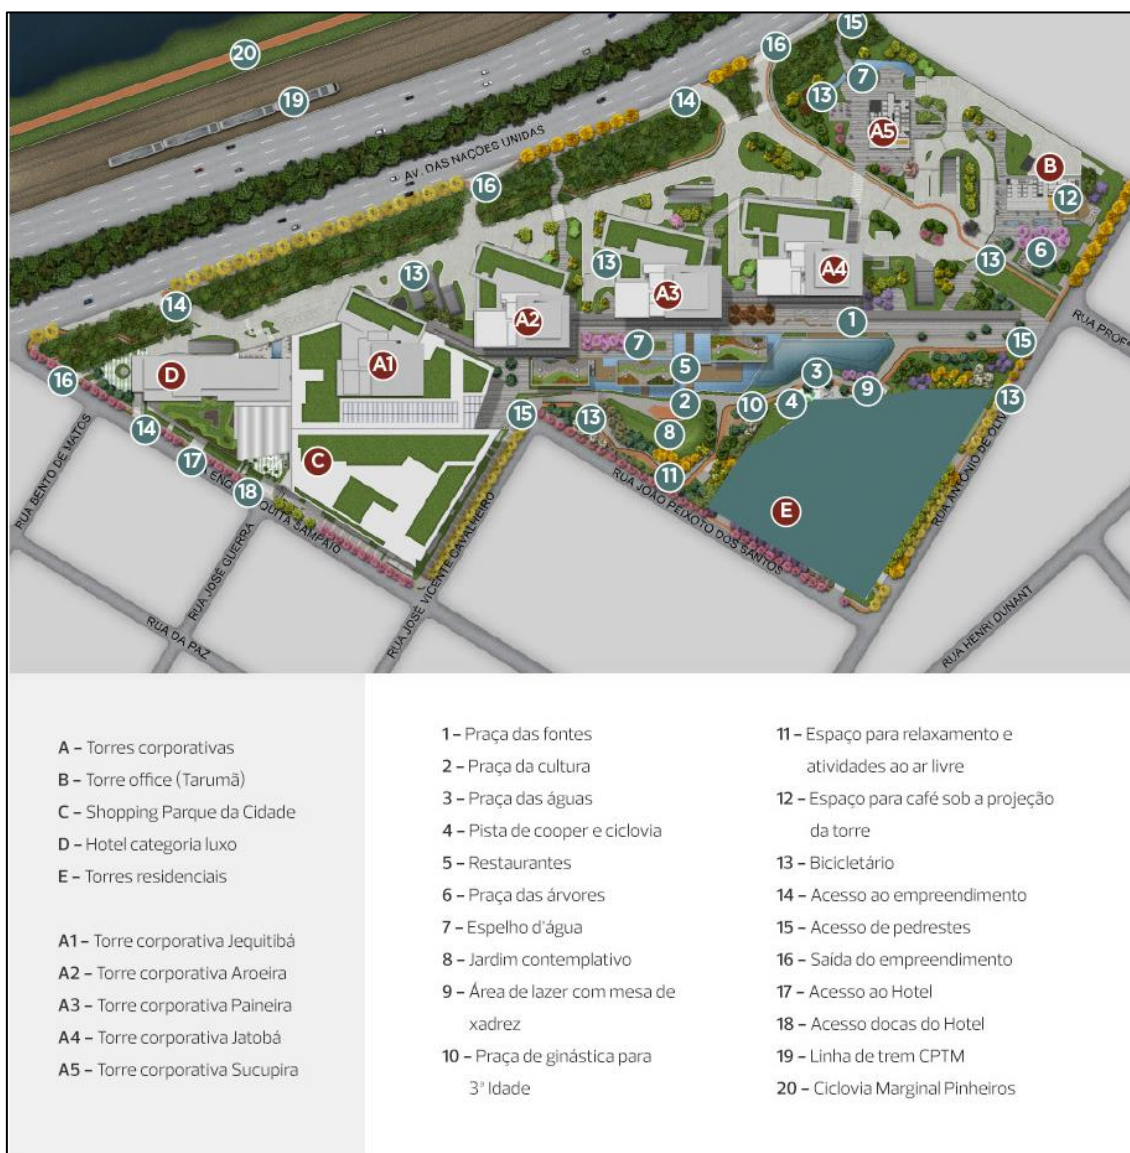 15
20
16
7
19
14
13
A5
AV. DAS NAÇÕES UNIDAS
B
16
12
6
13
13
13
A4
14
A3
A2
1
RUA PROFE
7
15
A1
D
5
3
16
9
13
2
10
4
15
13
14
8
RUA BENTO DE MATOS
17
C
11
RUA ANTÔNIO DE OLIV
18
ENG
QUITA SAMPAIO
RUA JOÃO PEIXOTO DOS SANTOS
E
RUA JOSÉ GUERRA
RUA JOSÉ VICENTE CAVALHEIRO
RUA DA PAZ
RUA HENRI DUNANT
A – Torres corporativas
B – Torre office (Tarumã)
C – Shopping Parque da Cidade
D – Hotel categoria luxo
E – Torres residenciais
A1 – Torre corporativa Jequitibá
A2 – Torre corporativa Aroeira
A3 – Torre corporativa Paineira
A4 – Torre corporativa Jatobá
A5 – Torre corporativa Sucupira
1 – Praça das fontes
2 – Praça da cultura
3 – Praça das águas
4 – Pista de cooper e ciclovia
5 – Restaurantes
6 – Praça das árvores
7 – Espelho d'água
8 – Jardim contemplativo
9 – Área de lazer com mesa de
xadrez
10 – Praça de ginástica para
3ª Idade
11 – Espaço para relaxamento e
atividades ao ar livre
12 – Espaço para café sob a projeção
da torre
13 – Bicicletário
14 – Acesso ao empreendimento
15 – Acesso de pedrestes
16 – Saída do empreendimento
17 – Acesso ao Hotel
18 – Acesso docas do Hotel
19 – Linha de trem CPTM
20 – Ciclovia Marginal Pinheiros